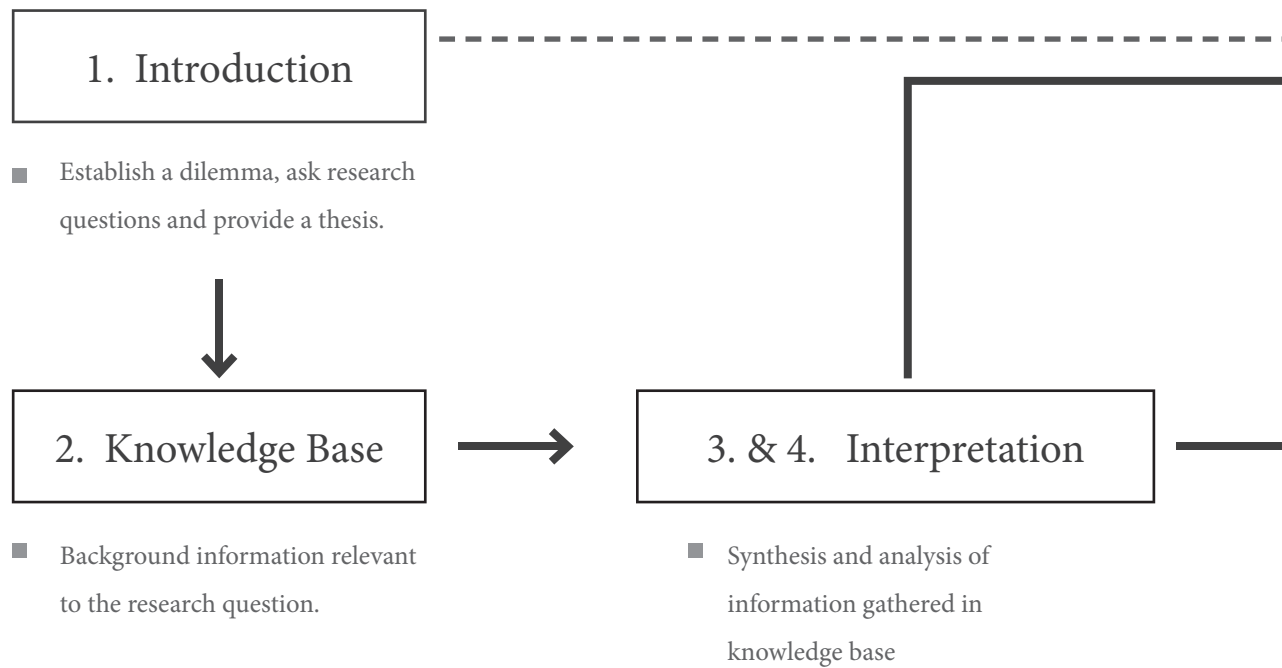 1. Introduction
Establish a dilemma, ask research
questions and provide a thesis.
2. Knowledge Base
3. & 4. Interpretation
Background information relevant
to the research question.
Synthesis and analysis of
information gathered in
knowledge base